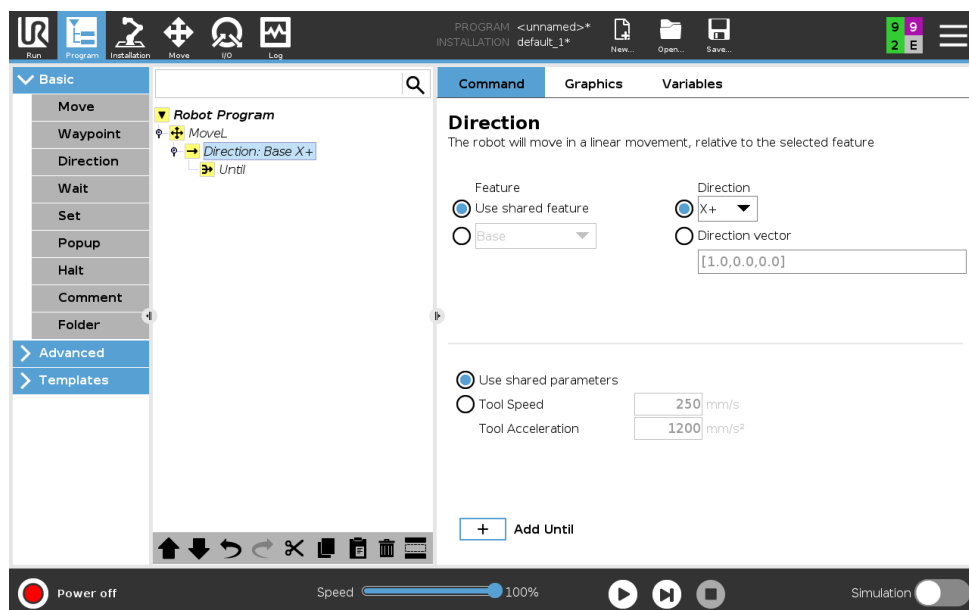 PROGRAM <unnamed>*
INSTALLATION default_1*
UR
Run
Program
Installation
Move
I/O
Log
New...
Open...
Save...
9 9
2 E
Basic
Move
Waypoint
Direction
Wait
Set
Popup
Halt
Comment
Folder
Advanced
Templates
Robot Program
MoveL
Direction: Base X+
Until
Command Graphics Variables
Direction
The robot will move in a linear movement, relative to the selected feature
Feature
Use shared feature
Base
Direction
X+
Direction vector
[1.0,0.0,0.0]
Use shared parameters
Tool Speed 250 mm/s
Tool Acceleration 1200 mm/s²
+ Add Until
Power off
Speed 100%
Simulation